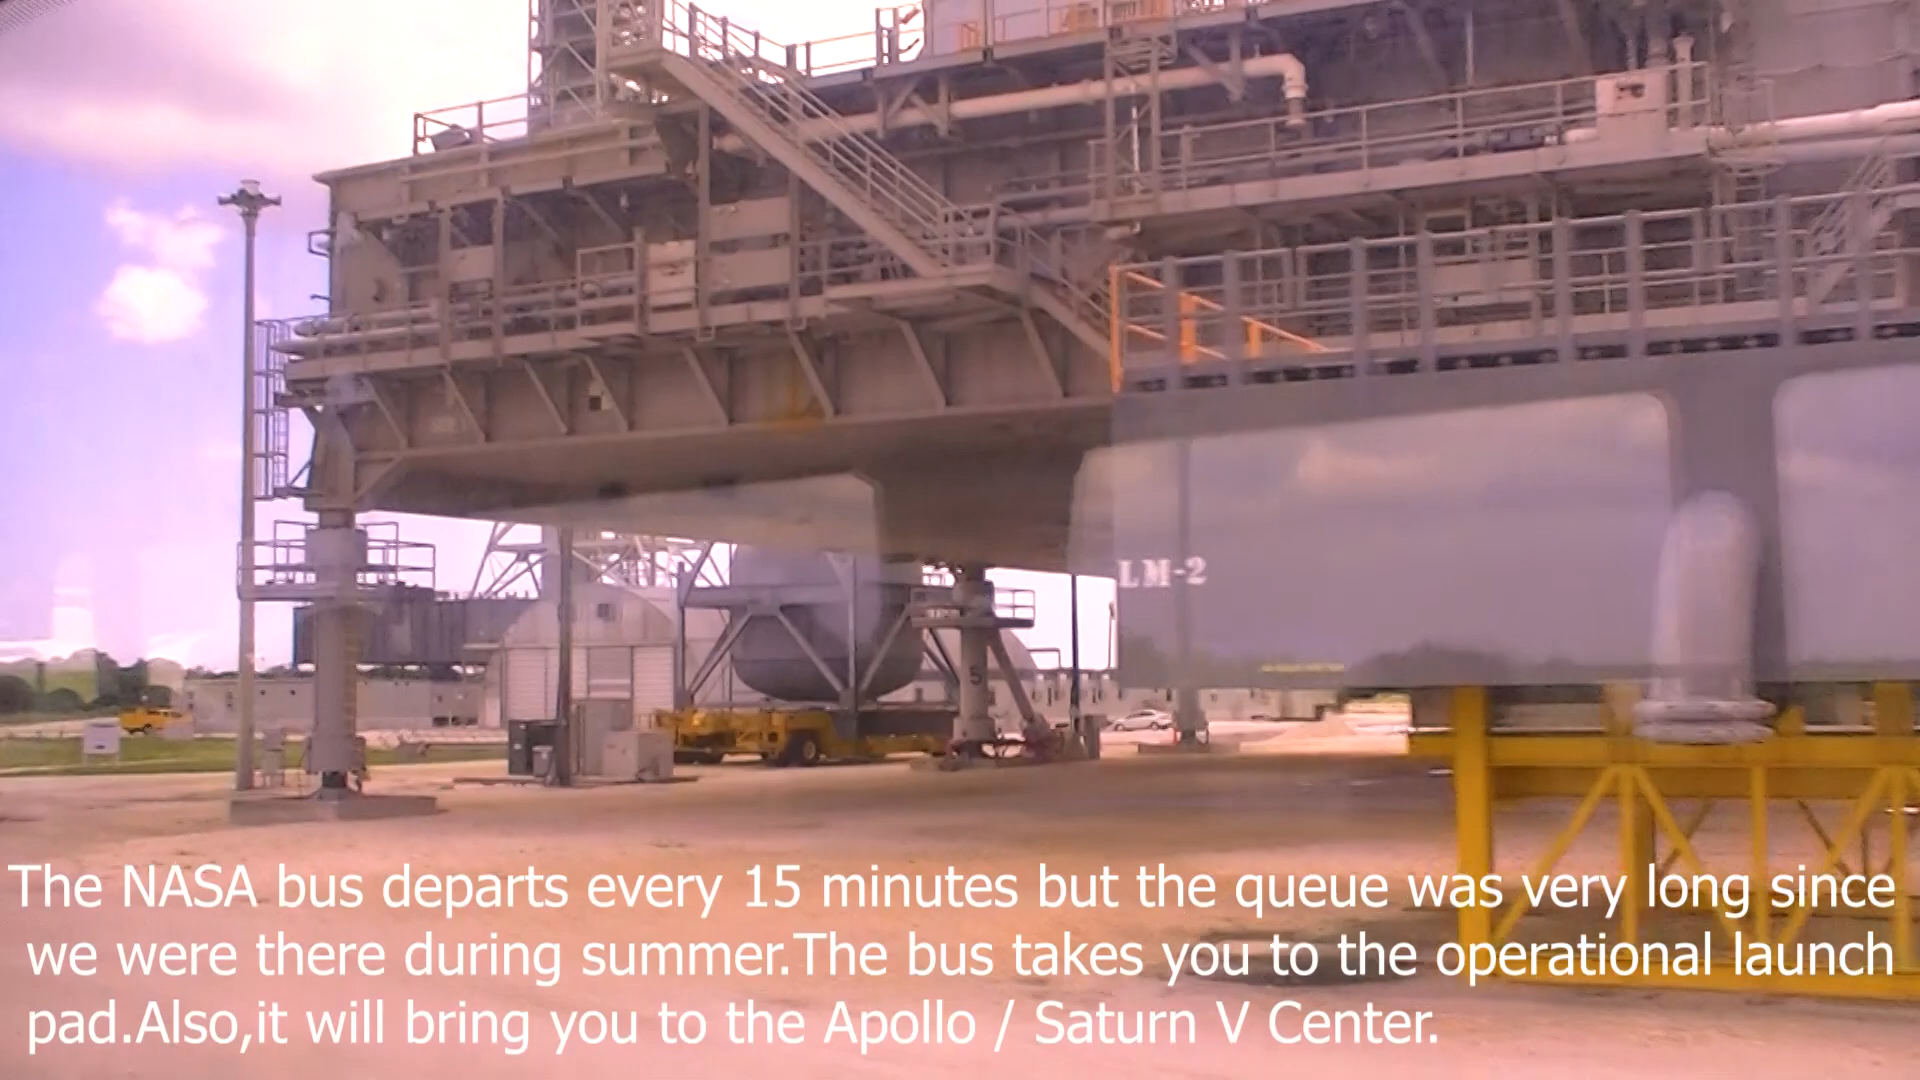 LM-2
5
The NASA bus departs every 15 minutes but the queue was very long since
we were there during summer.The bus takes you to the operational launch
pad.Also,it will bring you to the Apollo / Saturn V Center.